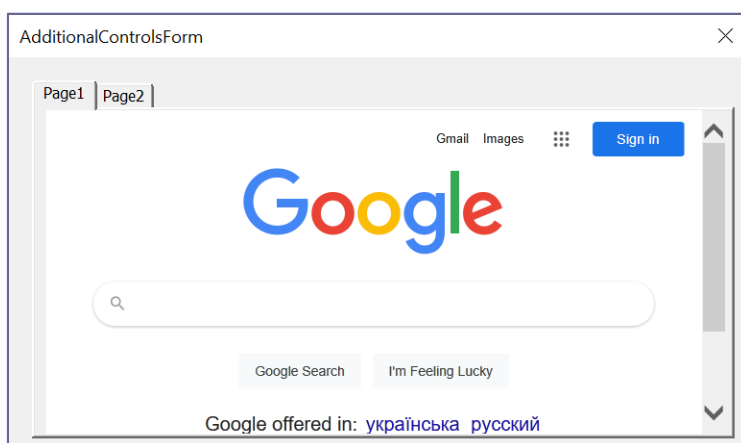 AdditionalControlsForm
Page1 Page2
Gmail Images Sign in
Google
Google Search I'm Feeling Lucky
Google offered in: українська русский